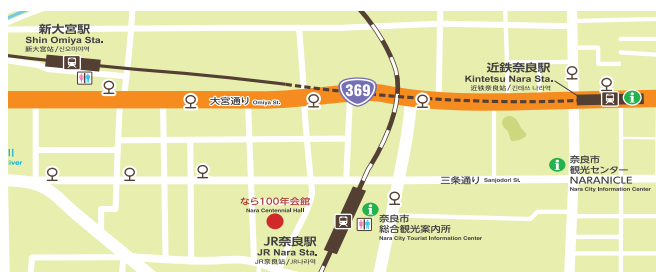 新大宮駅
Shin Omiya Sta.
新大宮站/신오미야역
369
近鉄奈良駅
Kintetsu Nara Sta.
近鉄奈良站/긴테쓰 나라역
大宮通り Omiya St.
iver
奈良市
観光センター
NARANICLE
Nara City Information Center
三条通り Sanjodori St.
なら100年会館
Nara Centennial Hall
奈良市
総合観光案内所
Nara City Tourist Information Center
JR奈良駅
JR Nara Sta.
JR奈良站/JR나라역